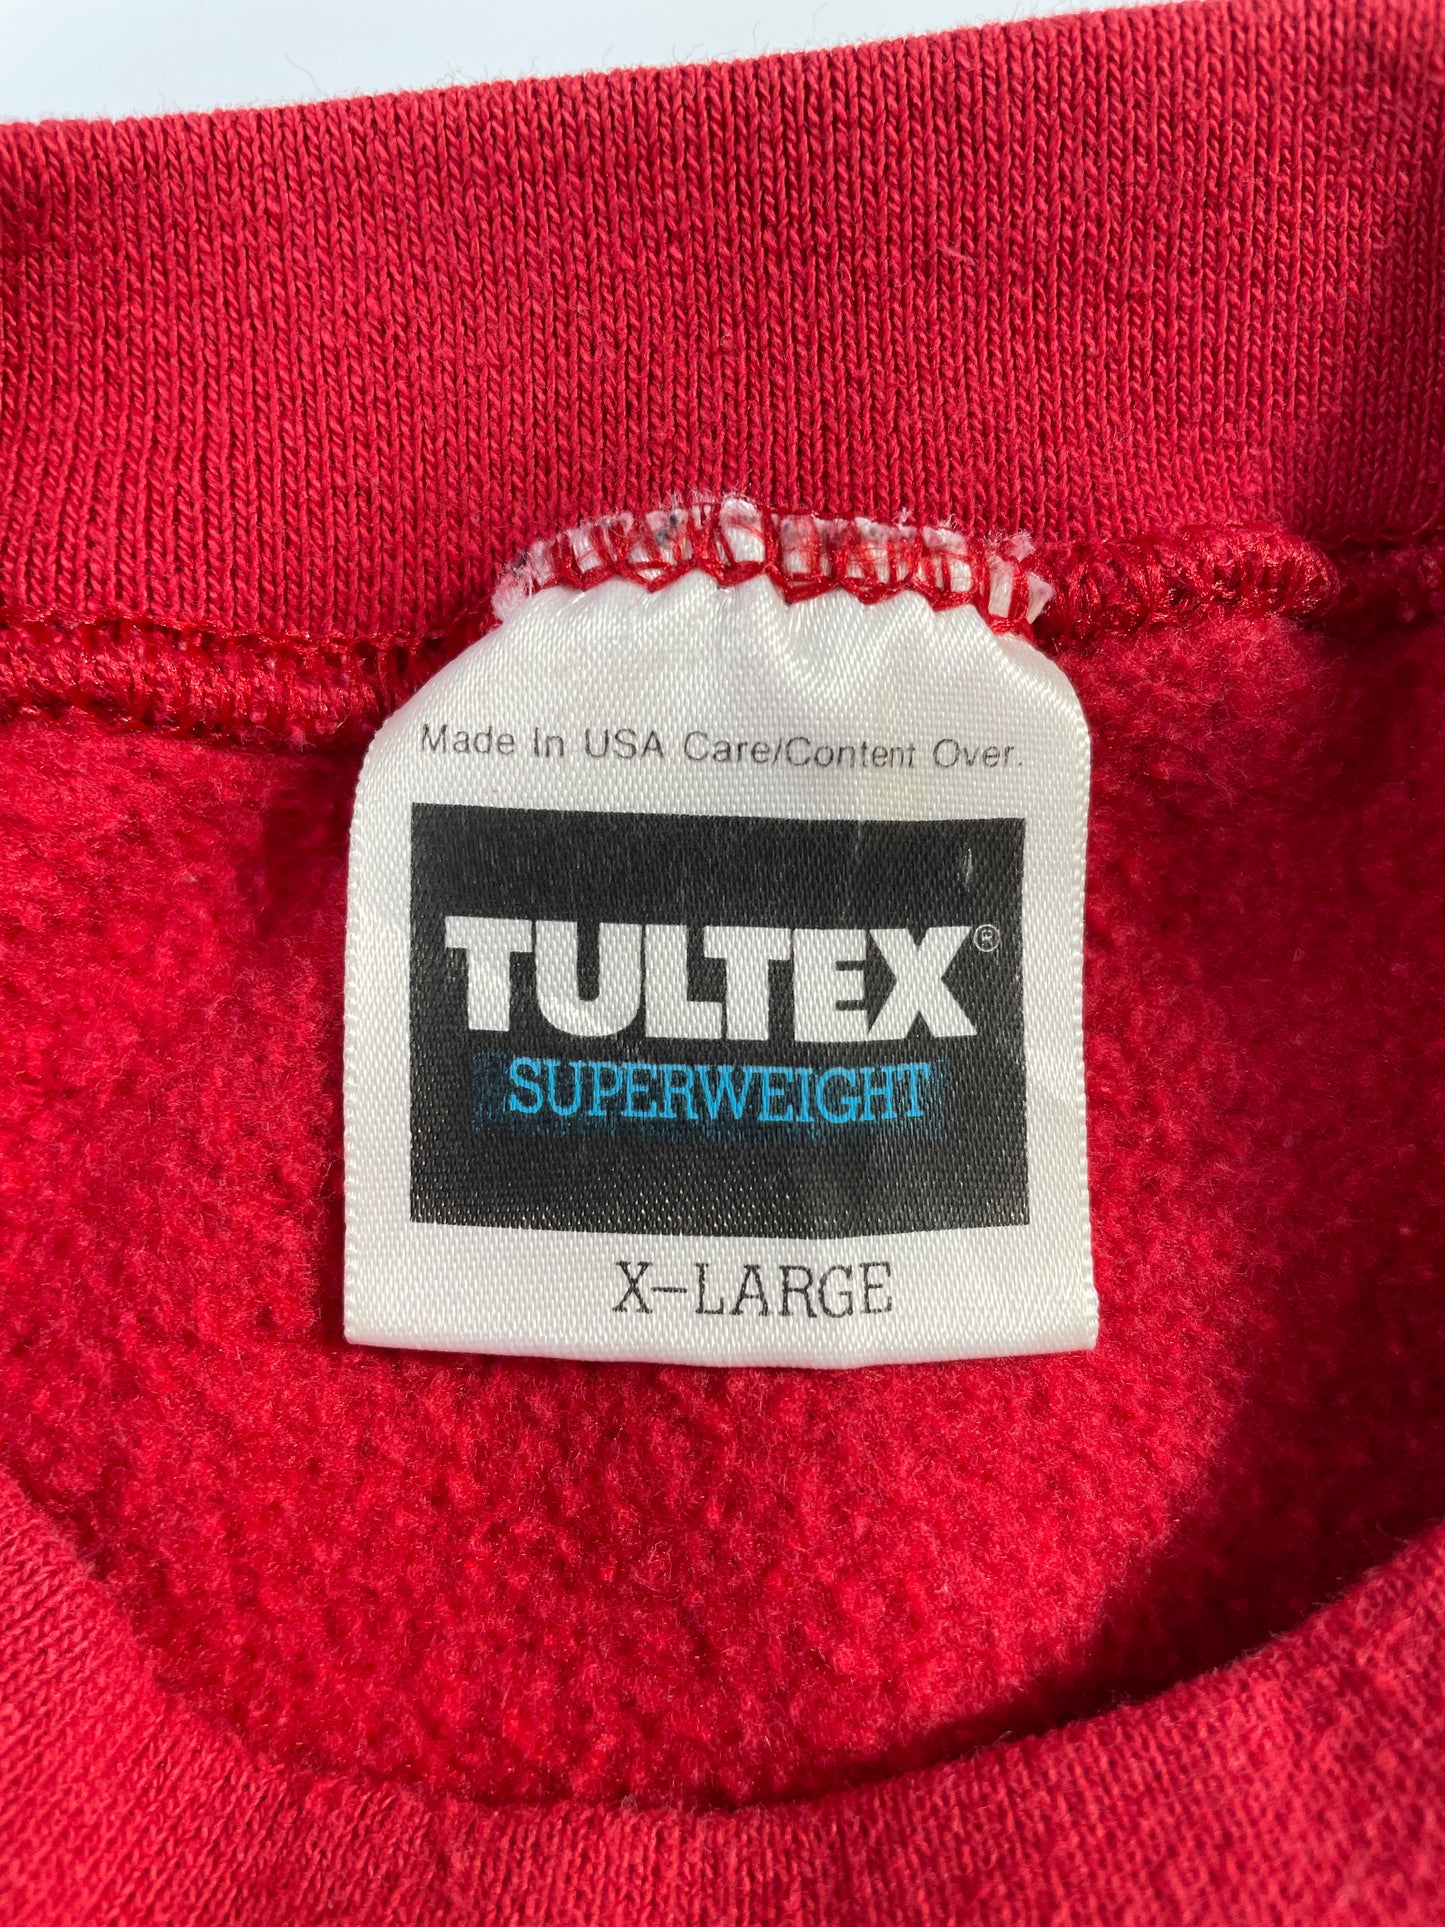 Made In USA Care/Content Over.
TULTEX®
SUPERWEIGHT
X-LARGE